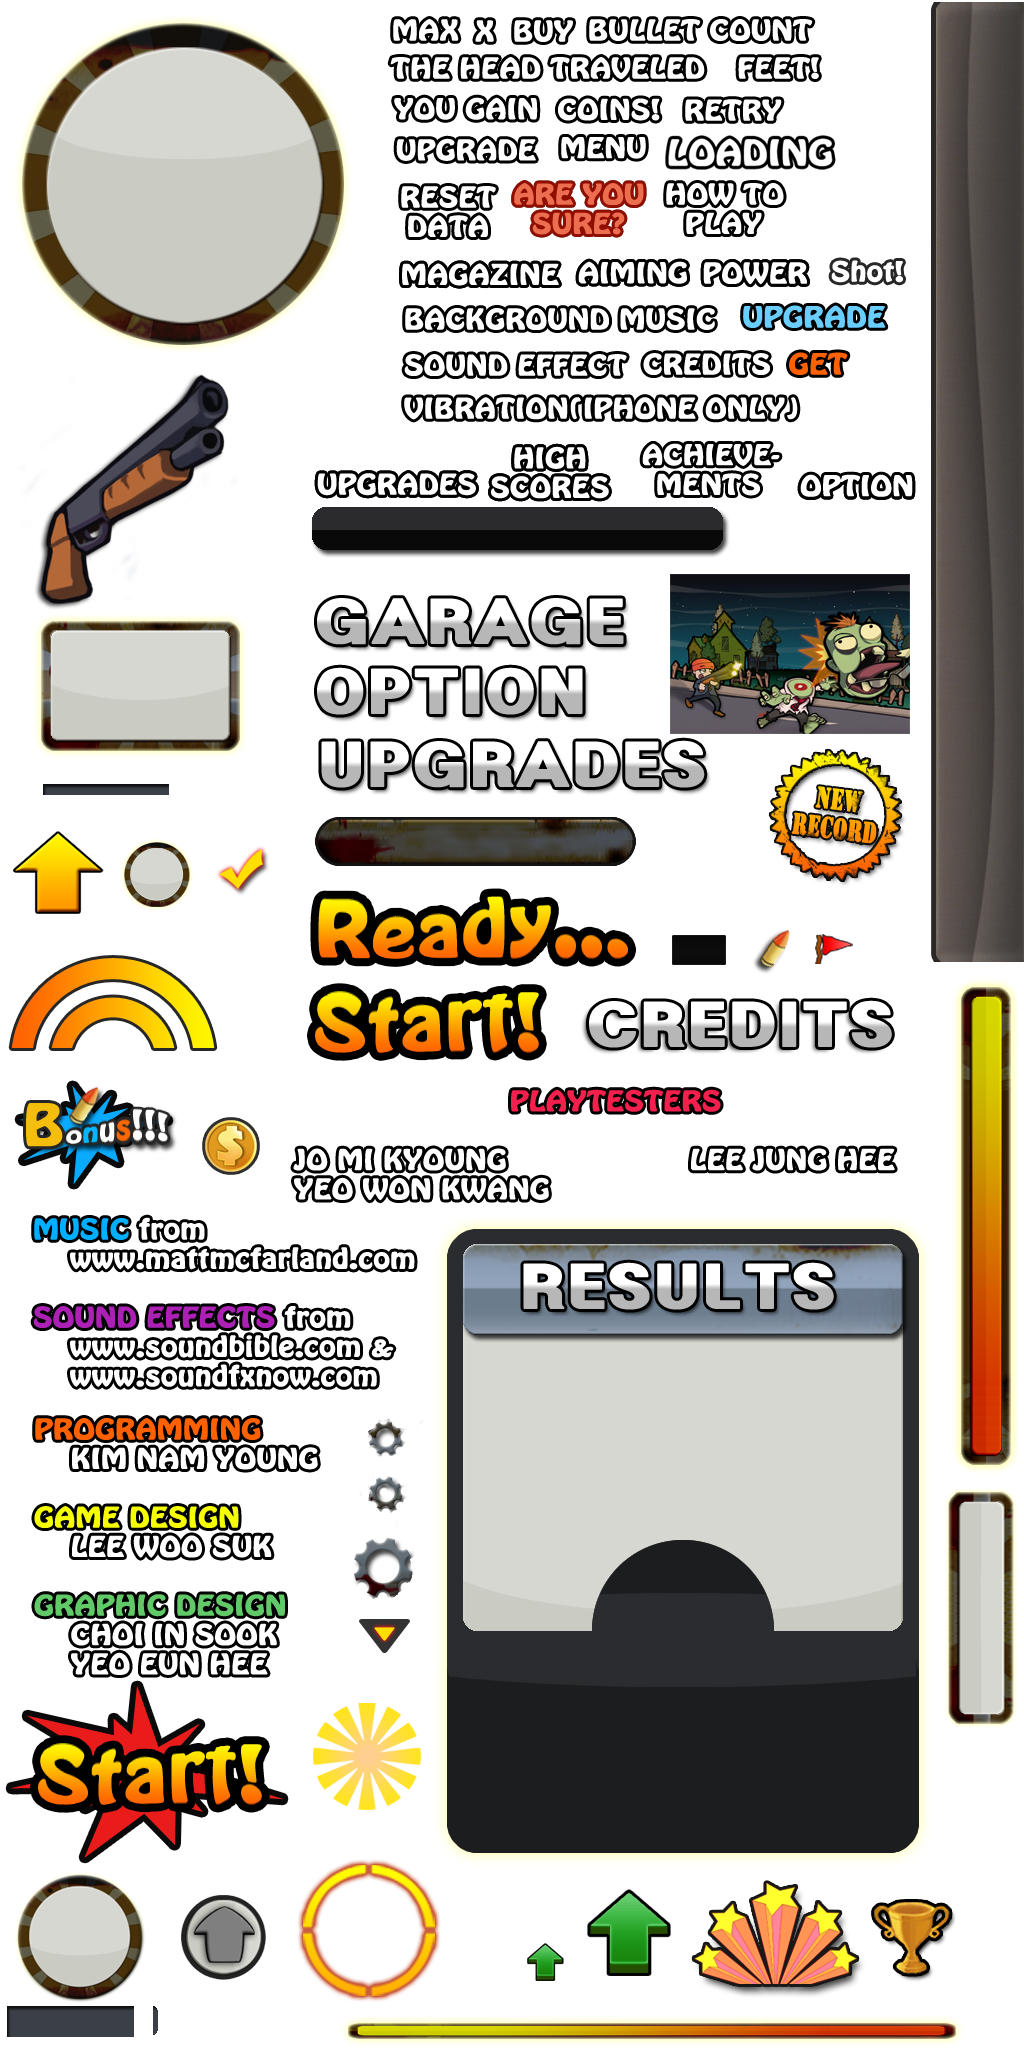 MAX X BUY BULLET COUNT
THE HEAD TRAVELED FEET!
YOU GAIN COINS! RETRY
UPGRADE MENU LOADING
RESET DATA
ARE YOU SURE?
HOW TO PLAY
MAGAZINE AIMING POWER Shot!
BACKGROUND MUSIC UPGRADE
SOUND EFFECT CREDITS GET
VIBRATION(IPHONE ONLY)
UPGRADES
HIGH SCORES
ACHIEVE-
MENTS
OPTION
GARAGE
OPTION
UPGRADES
NEW
RECORD
Ready...
Start!
CREDITS
PLAYTESTERS
Bonus!!!
$
JO MI KYOUNG LEE JUNG HEE
YEO WON KWANG
MUSIC from
www.mattmcfarland.com
SOUND EFFECTS from
www.soundbible.com &
www.soundfxnow.com
PROGRAMMING
KIM NAM YOUNG
GAME DESIGN
LEE WOO SUK
GRAPHIC DESIGN
CHOI IN SOOK
YEO EUN HEE
RESULTS
Start!